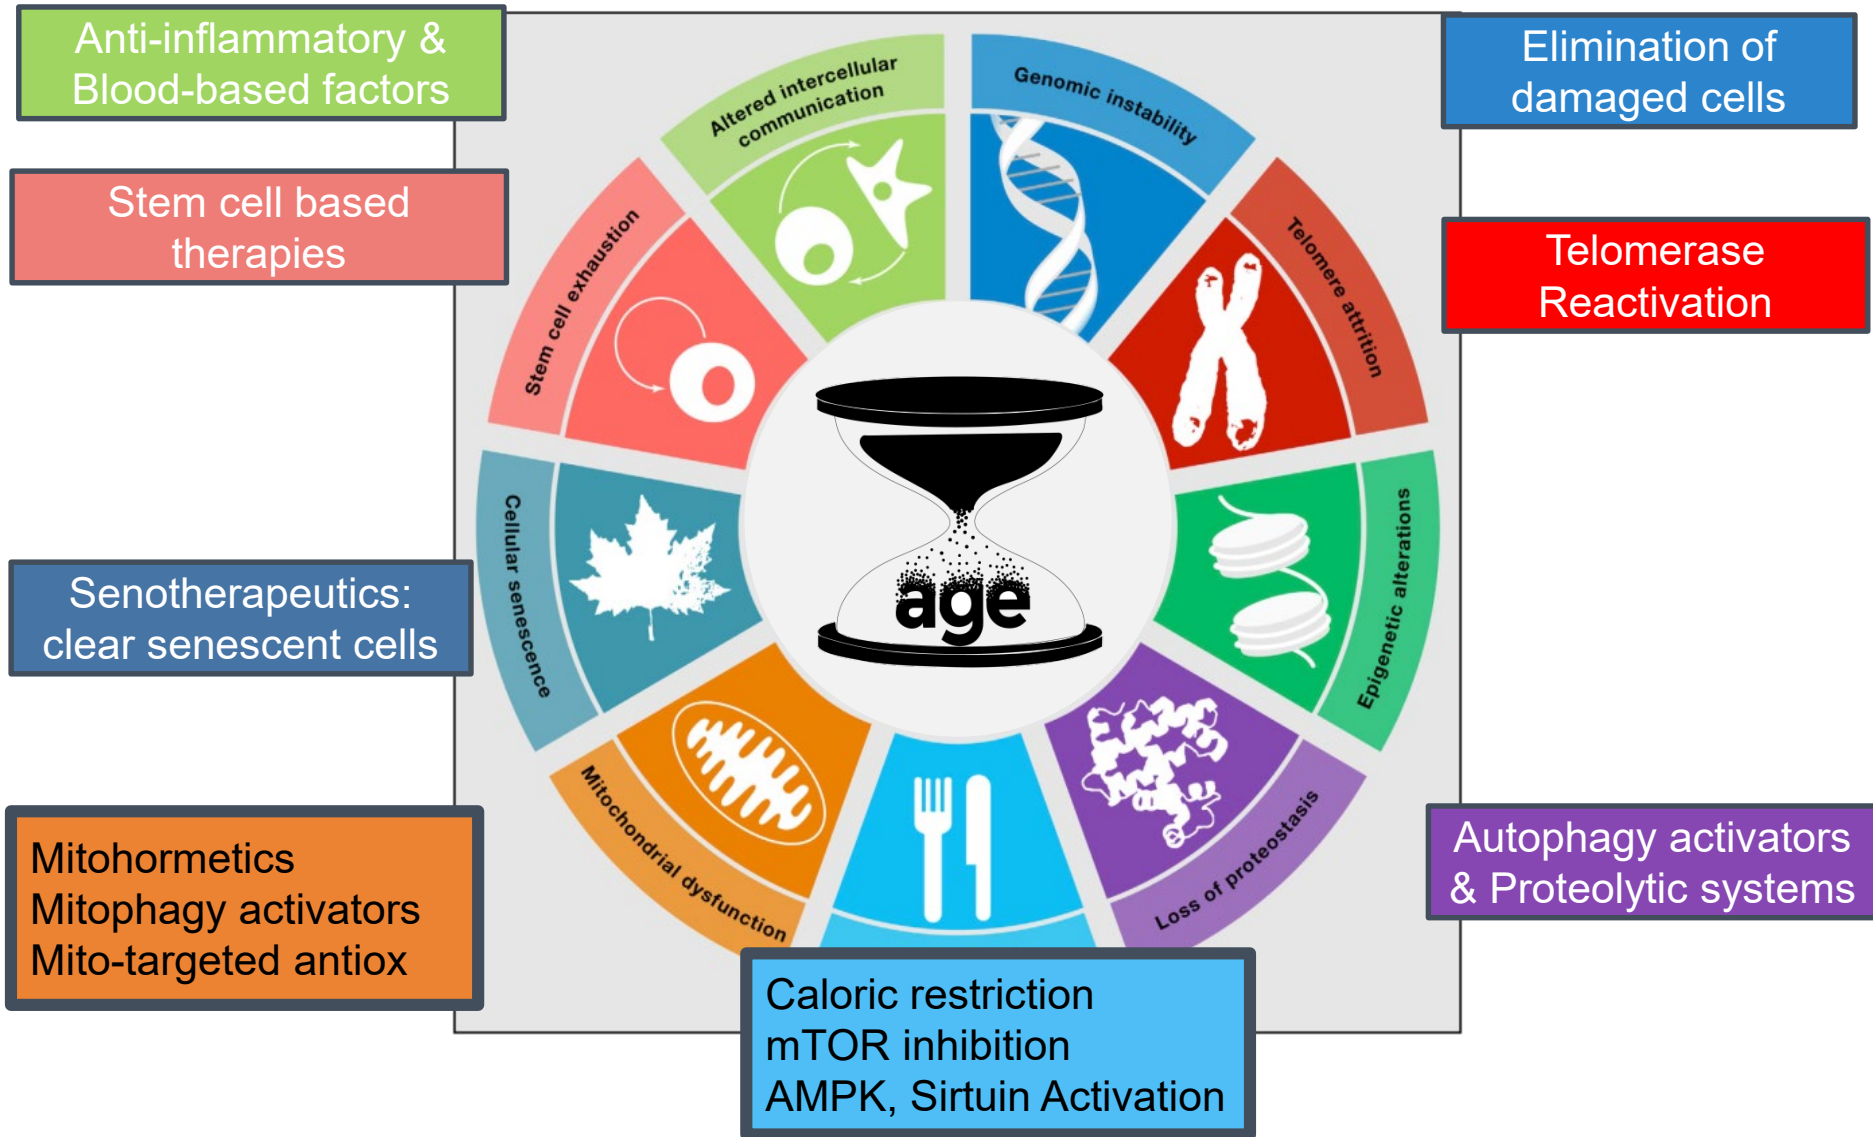 Anti-inflammatory &
Blood-based factors
Elimination of
damaged cells
Stem cell based
therapies
Telomerase
Reactivation
Senotherapeutics:
clear senescent cells
Mitohormetics
Mitophagy activators
Mito-targeted antiox
Autophagy activators
& Proteolytic systems
Caloric restriction
mTOR inhibition
AMPK, Sirtuin Activation
Altered intercellular
communication
Genomic instability
Telomere attrition
Epigenetic alterations
Loss of proteostasis
Mitochondrial dysfunction
Cellular senescence
Stem cell exhaustion
age